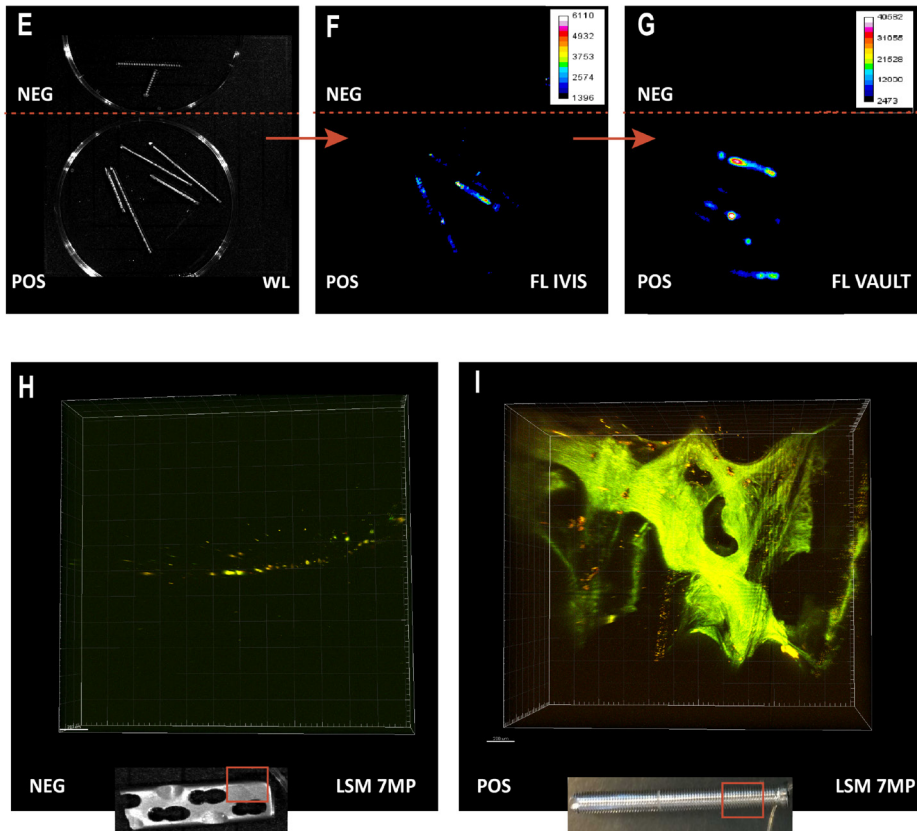 E
NEG
POS
WL
F
NEG
6110
4932
3753
2574
1396
POS
FL IVIS
G
NEG
40682
31055
21528
12000
2473
POS
FL VAULT
H
NEG
LSM 7MP
I
POS
LSM 7MP